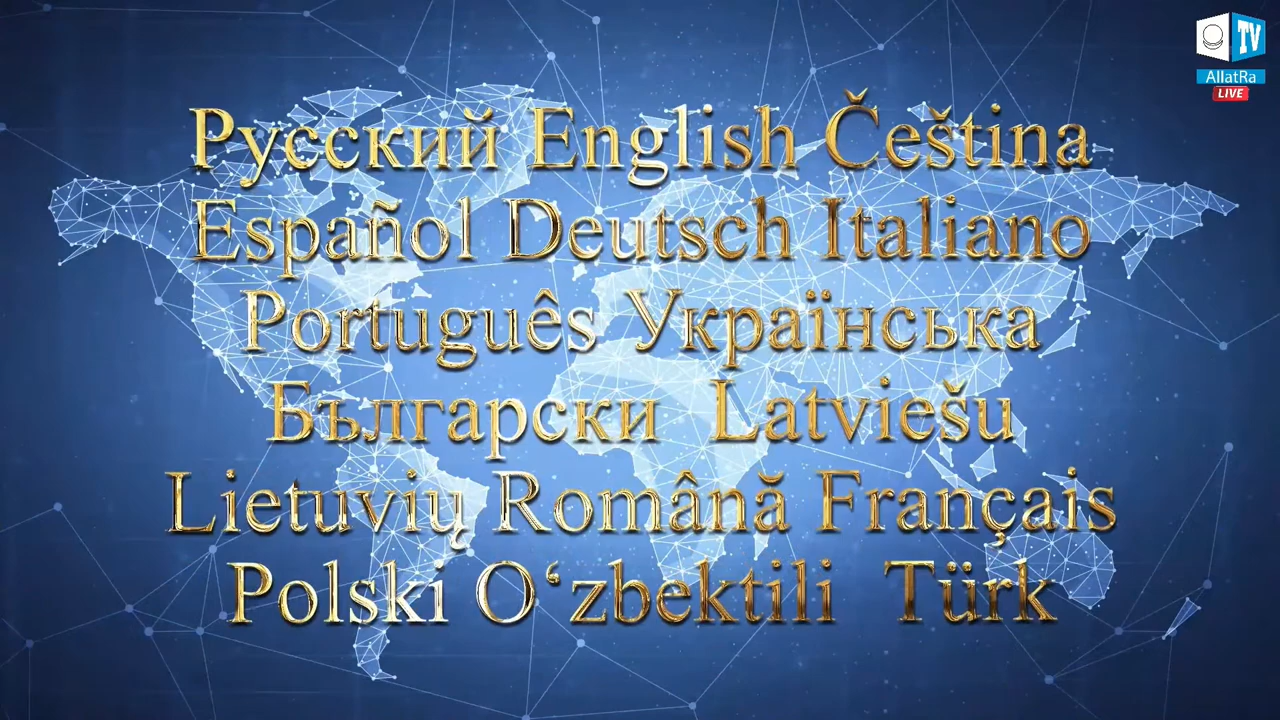 TV
AllatRa
LIVE
Русский English Čeština
Español Deutsch Italiano
Português Українська
Български Latviešu
Lietuvių Română Français
Polski O‘zbektili Türk